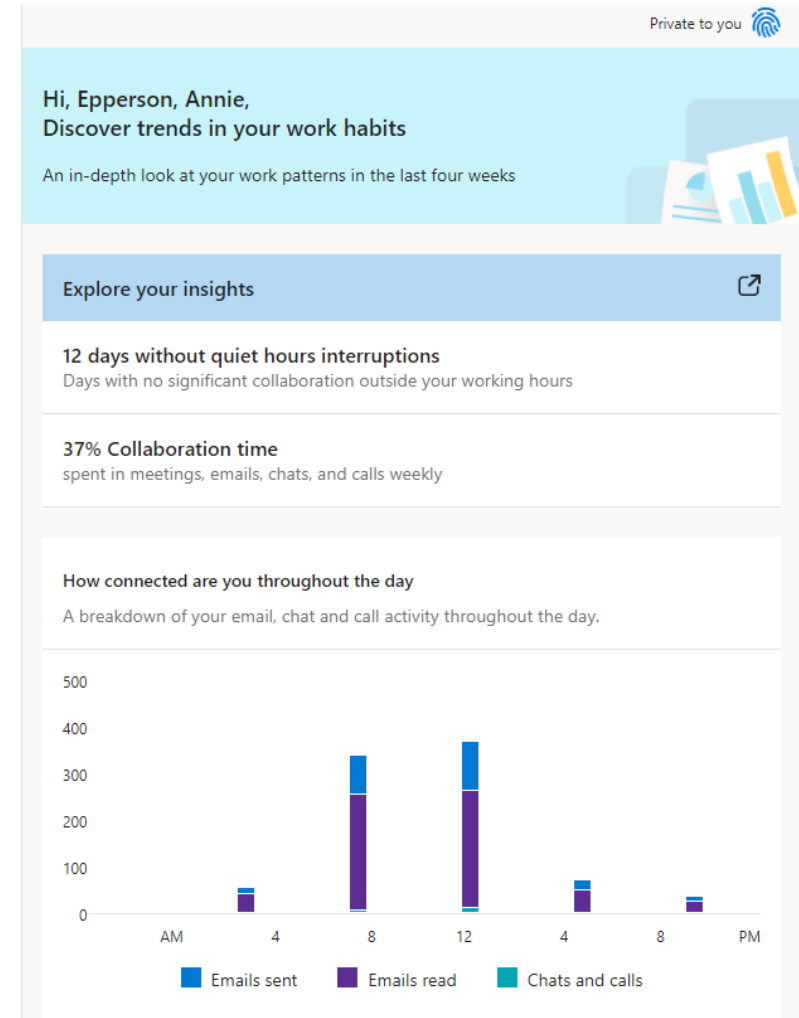 Private to you
Hi, Epperson, Annie,
Discover trends in your work habits
An in-depth look at your work patterns in the last four weeks
Explore your insights
12 days without quiet hours interruptions
Days with no significant collaboration outside your working hours
37% Collaboration time
spent in meetings, emails, chats, and calls weekly
How connected are you throughout the day
A breakdown of your email, chat and call activity throughout the day.
500
400
300
200
100
0
AM 4 8 12 4 8 PM
Emails sent Emails read Chats and calls